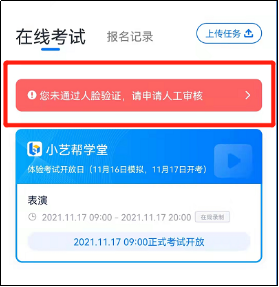 在线考试 报名记录 上传任务
您未通过人脸验证，请申请人工审核
小艺帮学堂
体验考试开放日（11月16日模拟，11月17日开考）
表演
2021.11.17 09:00 - 2021.11.17 20:00 在线录制
2021.11.17 09:00正式考试开放